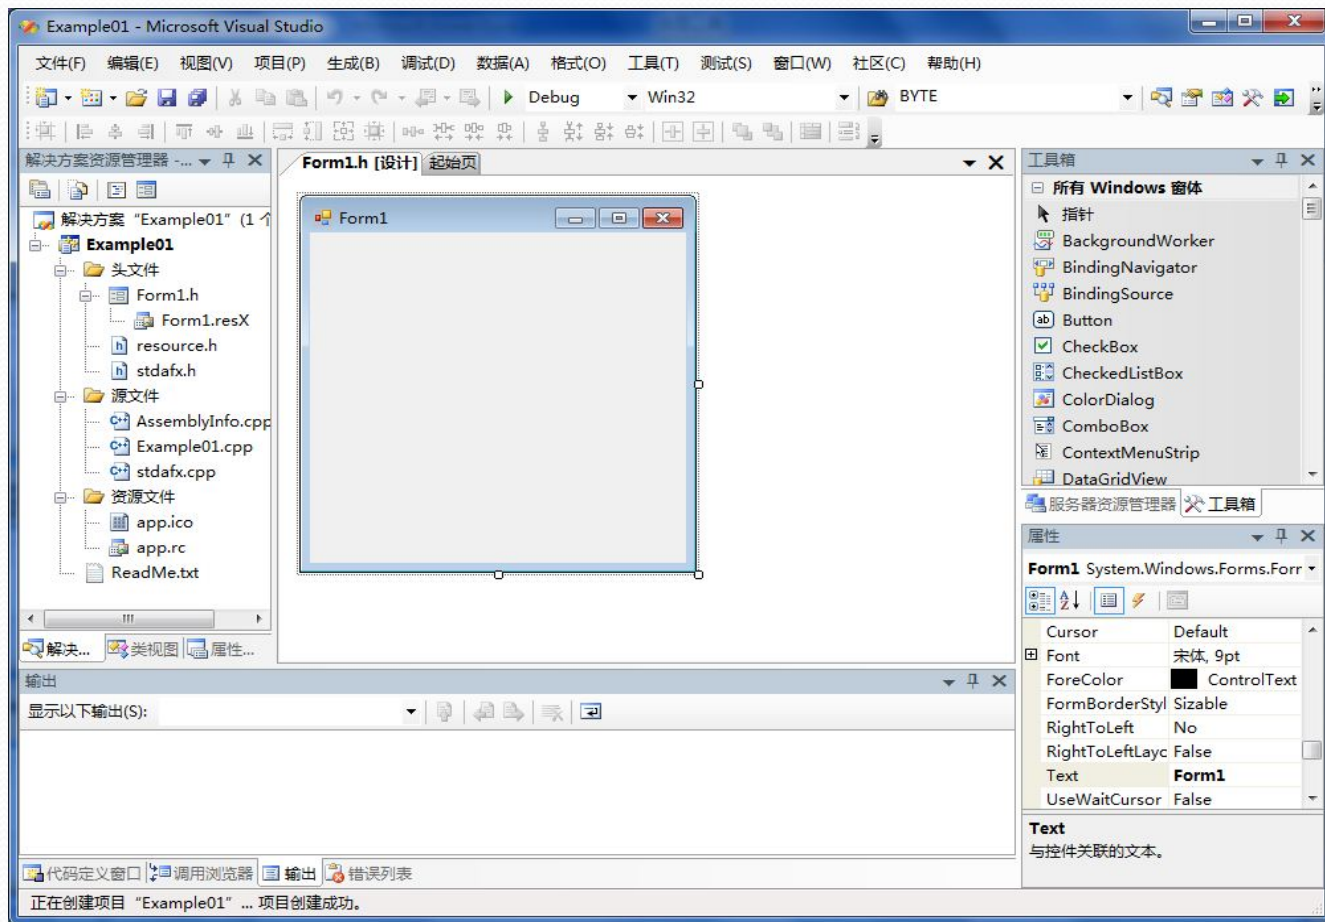 Example01 - Microsoft Visual Studio
文件(F) 编辑(E) 视图(V) 项目(P) 生成(B) 调试(D) 数据(A) 格式(O) 工具(T) 测试(S) 窗口(W) 社区(C) 帮助(H)
Debug Win32 BYTE
解决方案资源管理器 -...
解决方案 "Example01" (1 个
Example01
头文件
Form1.h
Form1.resX
resource.h
stdafx.h
源文件
AssemblyInfo.cpp
Example01.cpp
stdafx.cpp
资源文件
app.ico
app.rc
ReadMe.txt
解决... 类视图 属性...
Form1.h [设计] 起始页
Form1
工具箱
所有 Windows 窗体
指针
BackgroundWorker
BindingNavigator
BindingSource
Button
CheckBox
CheckedListBox
ColorDialog
ComboBox
ContextMenuStrip
DataGridView
服务器资源管理器 工具箱
属性
Form1 System.Windows.Forms.Forr
Cursor Default
Font 宋体, 9pt
ForeColor ControlText
FormBorderStyl Sizable
RightToLeft No
RightToLeftLayc False
Text Form1
UseWaitCursor False
Text
与控件关联的文本。
输出
显示以下输出(S):
代码定义窗口 调用浏览器 输出 错误列表
正在创建项目 "Example01" ... 项目创建成功。